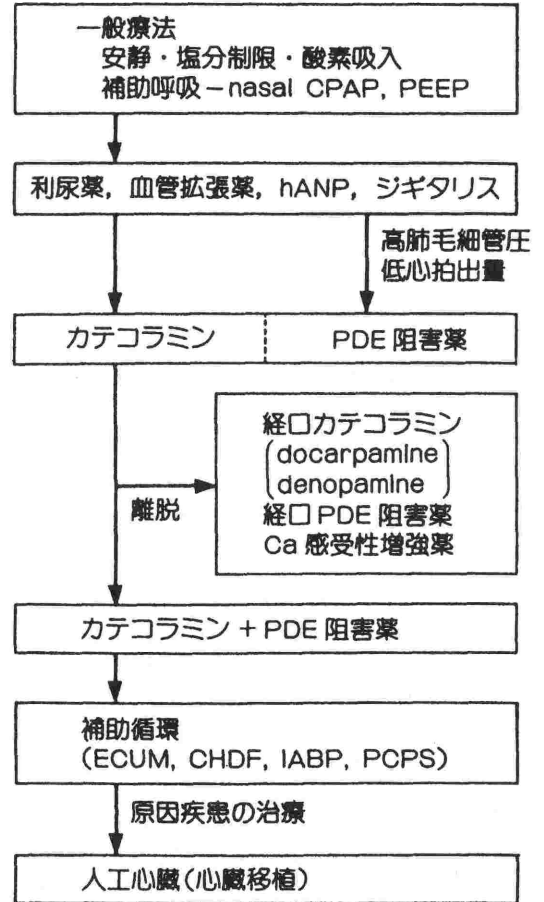 一般療法
安静・塩分制限・酸素吸入
補助呼吸－nasal CPAP, PEEP
利尿薬，血管拡張薬，hANP，ジギタリス
高肺毛細管圧
低心拍出量
カテコラミン
PDE 阻害薬
経口カテコラミン
(docarpamine
denopamine)
経口 PDE 阻害薬
Ca 感受性増強薬
離脱
カテコラミン + PDE 阻害薬
補助循環
(ECUM, CHDF, IABP, PCPS)
原因疾患の治療
人工心臓(心臓移植)